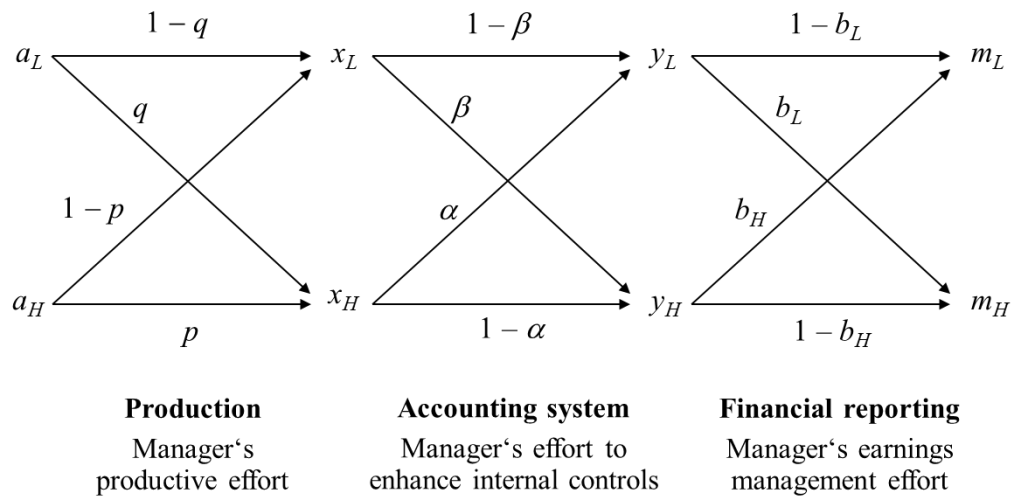 1 – q 1 – β 1 – b_L
a_L x_L y_L m_L
q β b_L
1 – p α b_H
a_H x_H y_H m_H
p 1 – α 1 – b_H
Production Accounting system Financial reporting
Manager‘s Manager‘s effort to Manager‘s earnings
productive effort enhance internal controls management effort